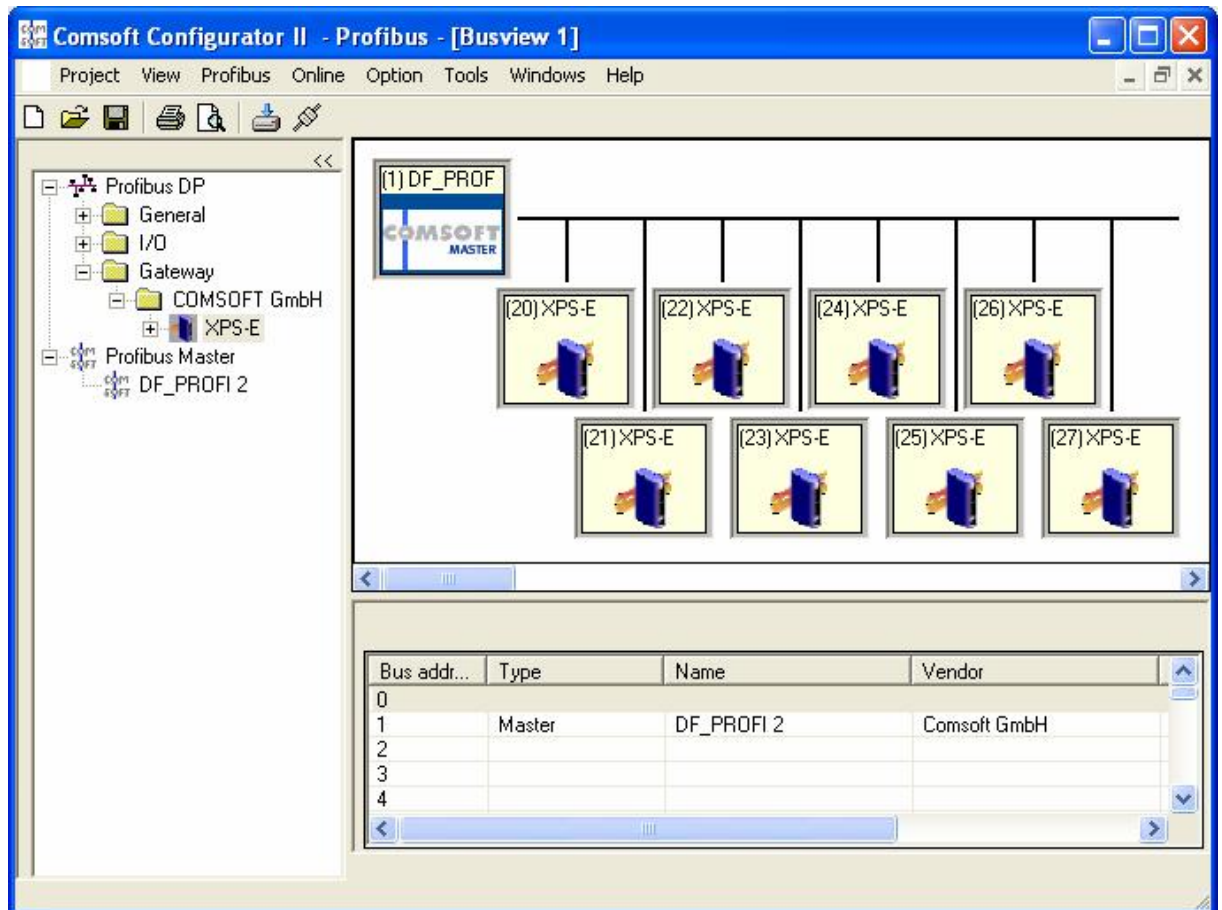 Comsoft Configurator II - Profibus - [Busview 1]
Project View Profibus Online Option Tools Windows Help
<<
Profibus DP
General
I/O
Gateway
COMSOFT GmbH
XPS-E
Profibus Master
DF_PROFI 2
(1) DF_PROF
COMSOFT
MASTER
(20) XPS-E
(22) XPS-E
(24) XPS-E
(26) XPS-E
(21) XPS-E
(23) XPS-E
(25) XPS-E
(27) XPS-E
Bus addr... Type Name Vendor
0
1 Master DF_PROFI 2 Comsoft GmbH
2
3
4